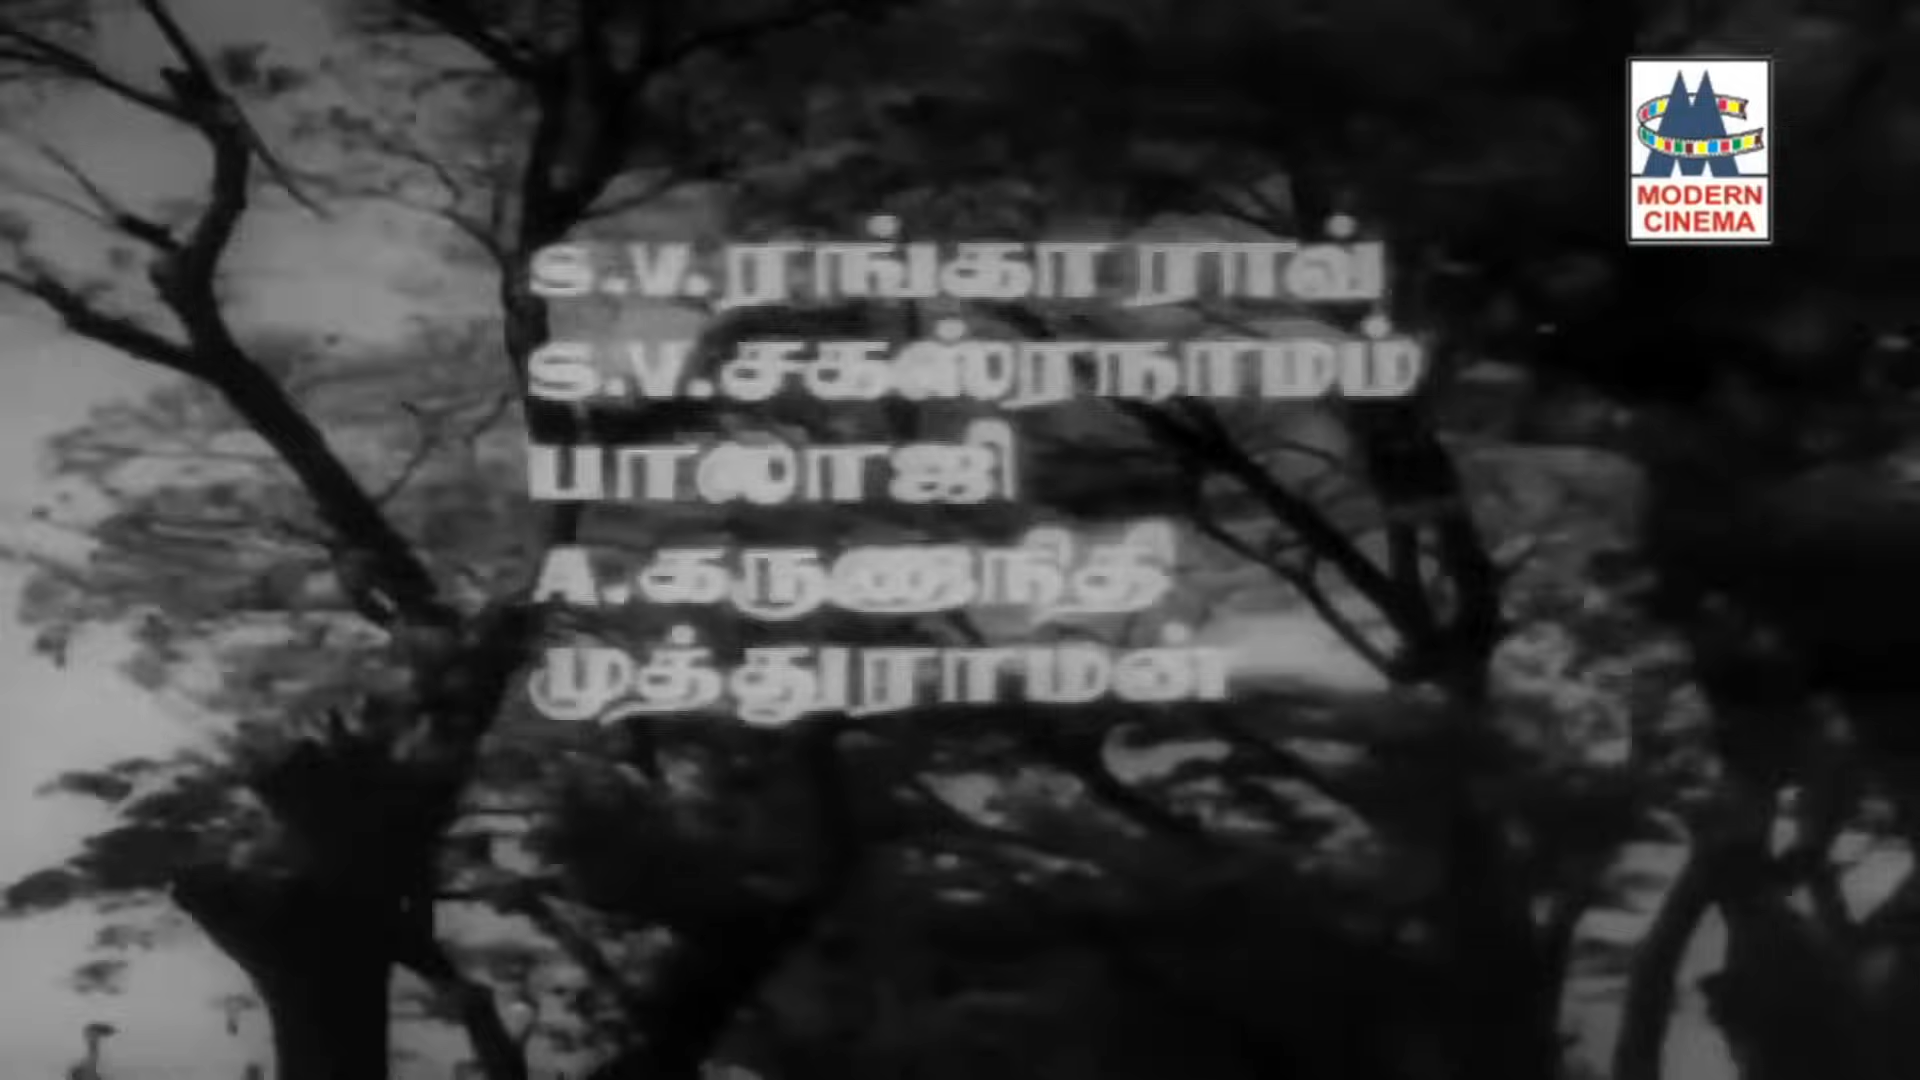 S.V.ரங்காராவ்
S.V.சகஸ்ரநாமம்
பாலாஜி
A.கருணாநிதி
முத்துராமன்
MODERN
CINEMA